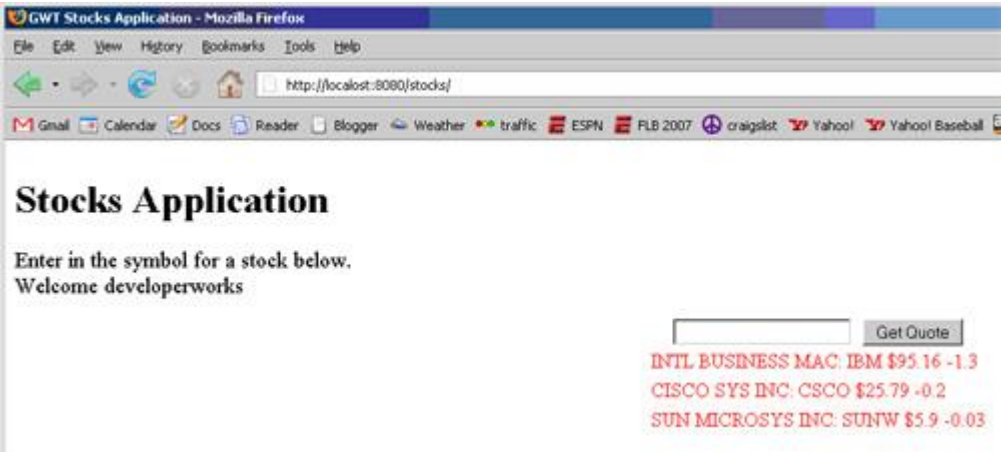 GWT Stocks Application - Mozilla Firefox
File Edit View History Bookmarks Tools Help
http://localost:8080/stocks/
Gmail Calendar Docs Reader Blogger Weather traffic ESPN FLB 2007 craigslist Yahoo! Yahoo! Baseball
Stocks Application
Enter in the symbol for a stock below.
Welcome developerworks
Get Quote
INTL BUSINESS MAC: IBM $95.16 -1.3
CISCO SYS INC: CSCO $25.79 -0.2
SUN MICROSYS INC: SUNW $5.9 -0.03